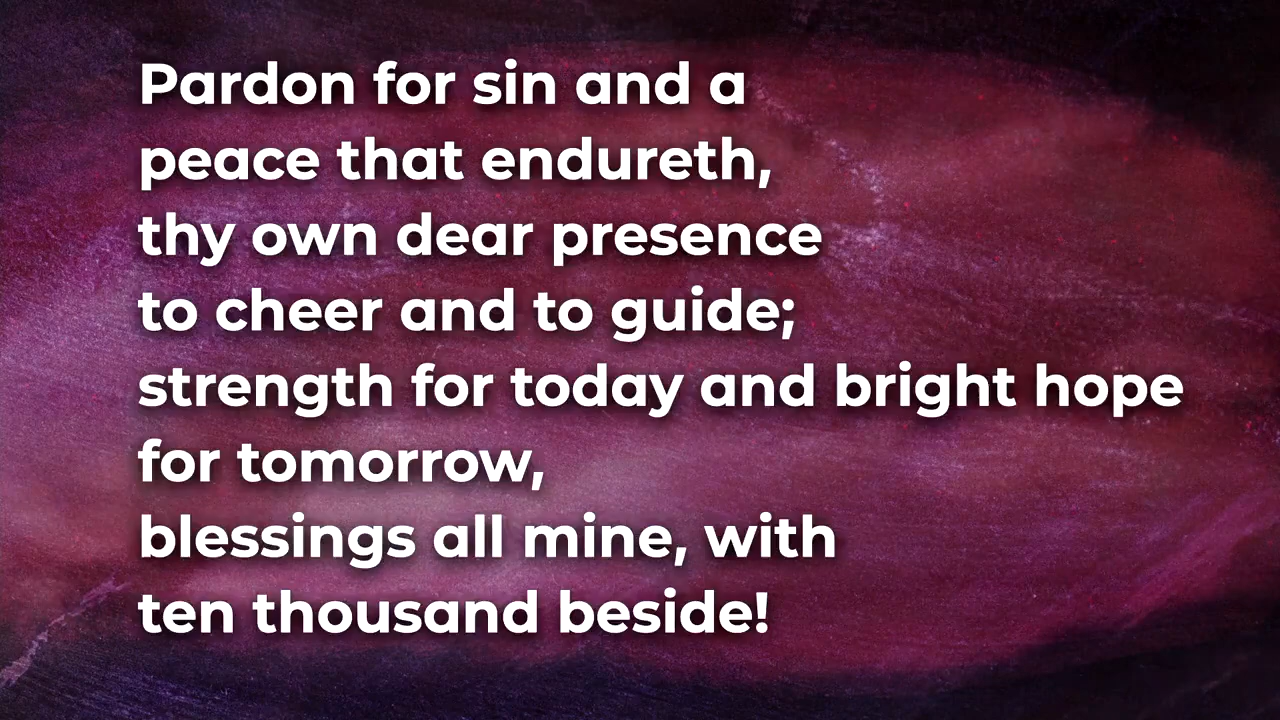 Pardon for sin and a
peace that endureth,
thy own dear presence
to cheer and to guide;
strength for today and bright hope
for tomorrow,
blessings all mine, with
ten thousand beside!